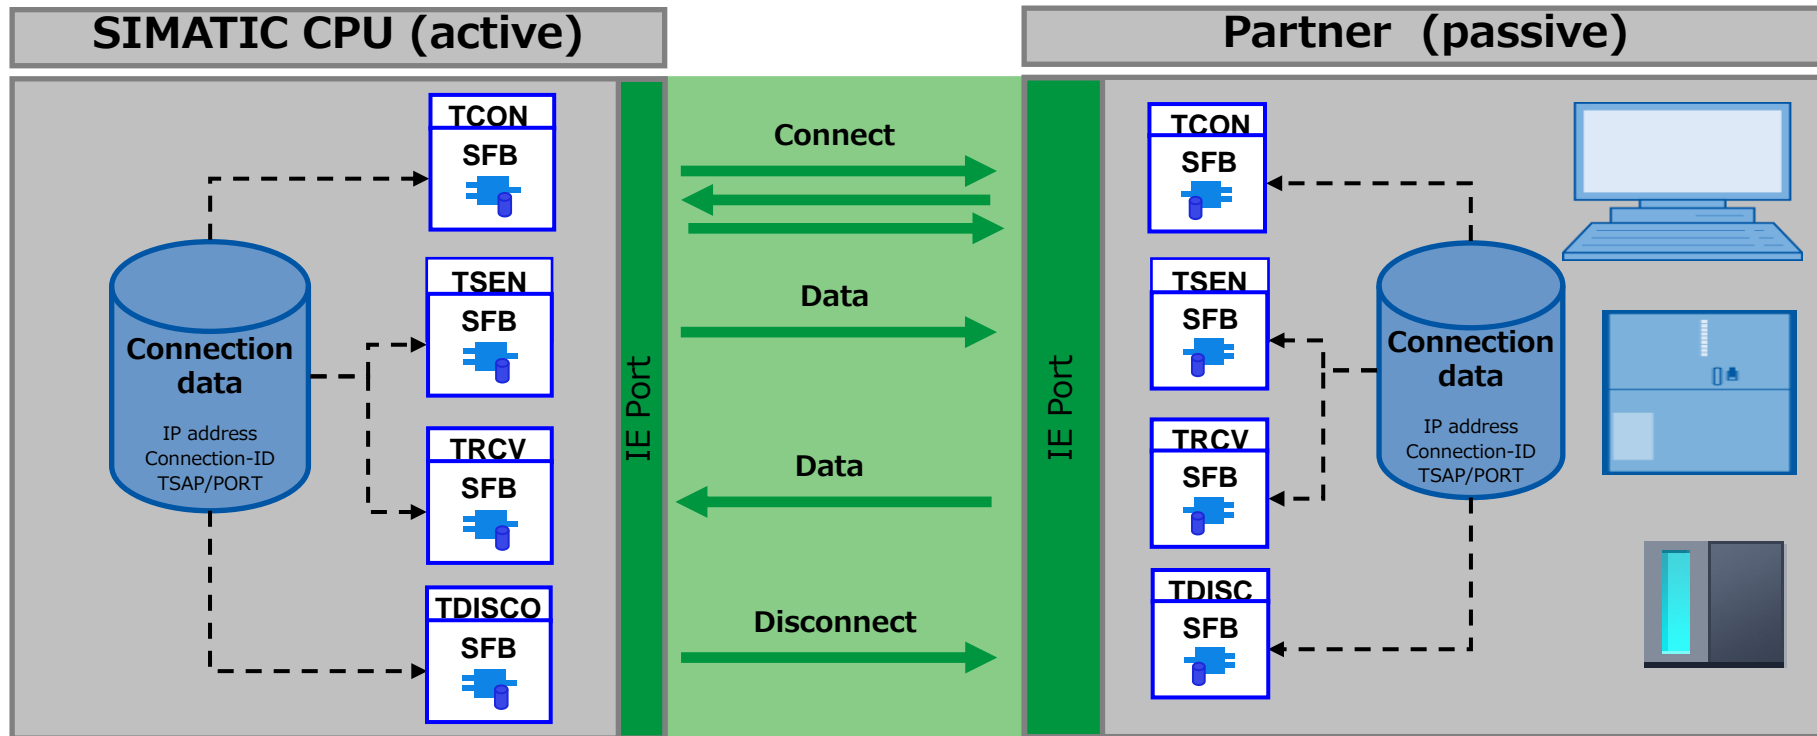 SIMATIC CPU (active)
Partner (passive)
TCON
SFB
TSEN
SFB
TRCV
SFB
TDISCO
SFB
Connection
data
IP address
Connection-ID
TSAP/PORT
IE Port
Connect
Data
Data
Disconnect
IE Port
TCON
SFB
TSEN
SFB
TRCV
SFB
TDISC
SFB
Connection
data
IP address
Connection-ID
TSAP/PORT